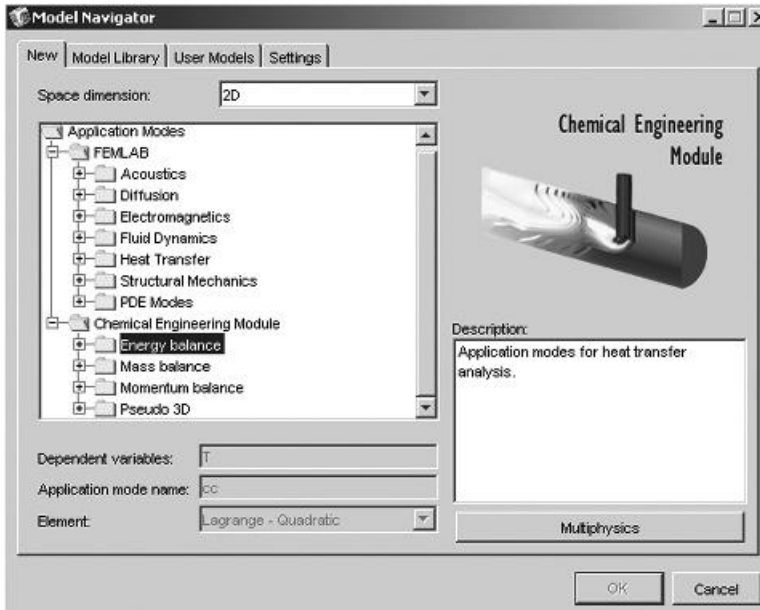 Model Navigator
New Model Library User Models Settings
Space dimension: 2D
Application Modes
FEMLAB
Acoustics
Diffusion
Electromagnetics
Fluid Dynamics
Heat Transfer
Structural Mechanics
PDE Modes
Chemical Engineering Module
Energy balance
Mass balance
Momentum balance
Pseudo 3D
Chemical Engineering
Module
Description:
Application modes for heat transfer
analysis.
Dependent variables: T
Application mode name: cc
Element: Lagrange - Quadratic
Multiphysics
OK Cancel